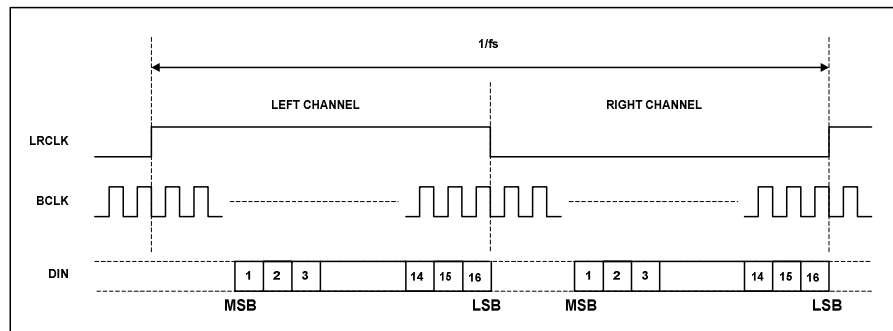 1/fs
LEFT CHANNEL RIGHT CHANNEL
LRCLK
BCLK
DIN 1 2 3 14 15 16 1 2 3 14 15 16
MSB LSB MSB LSB